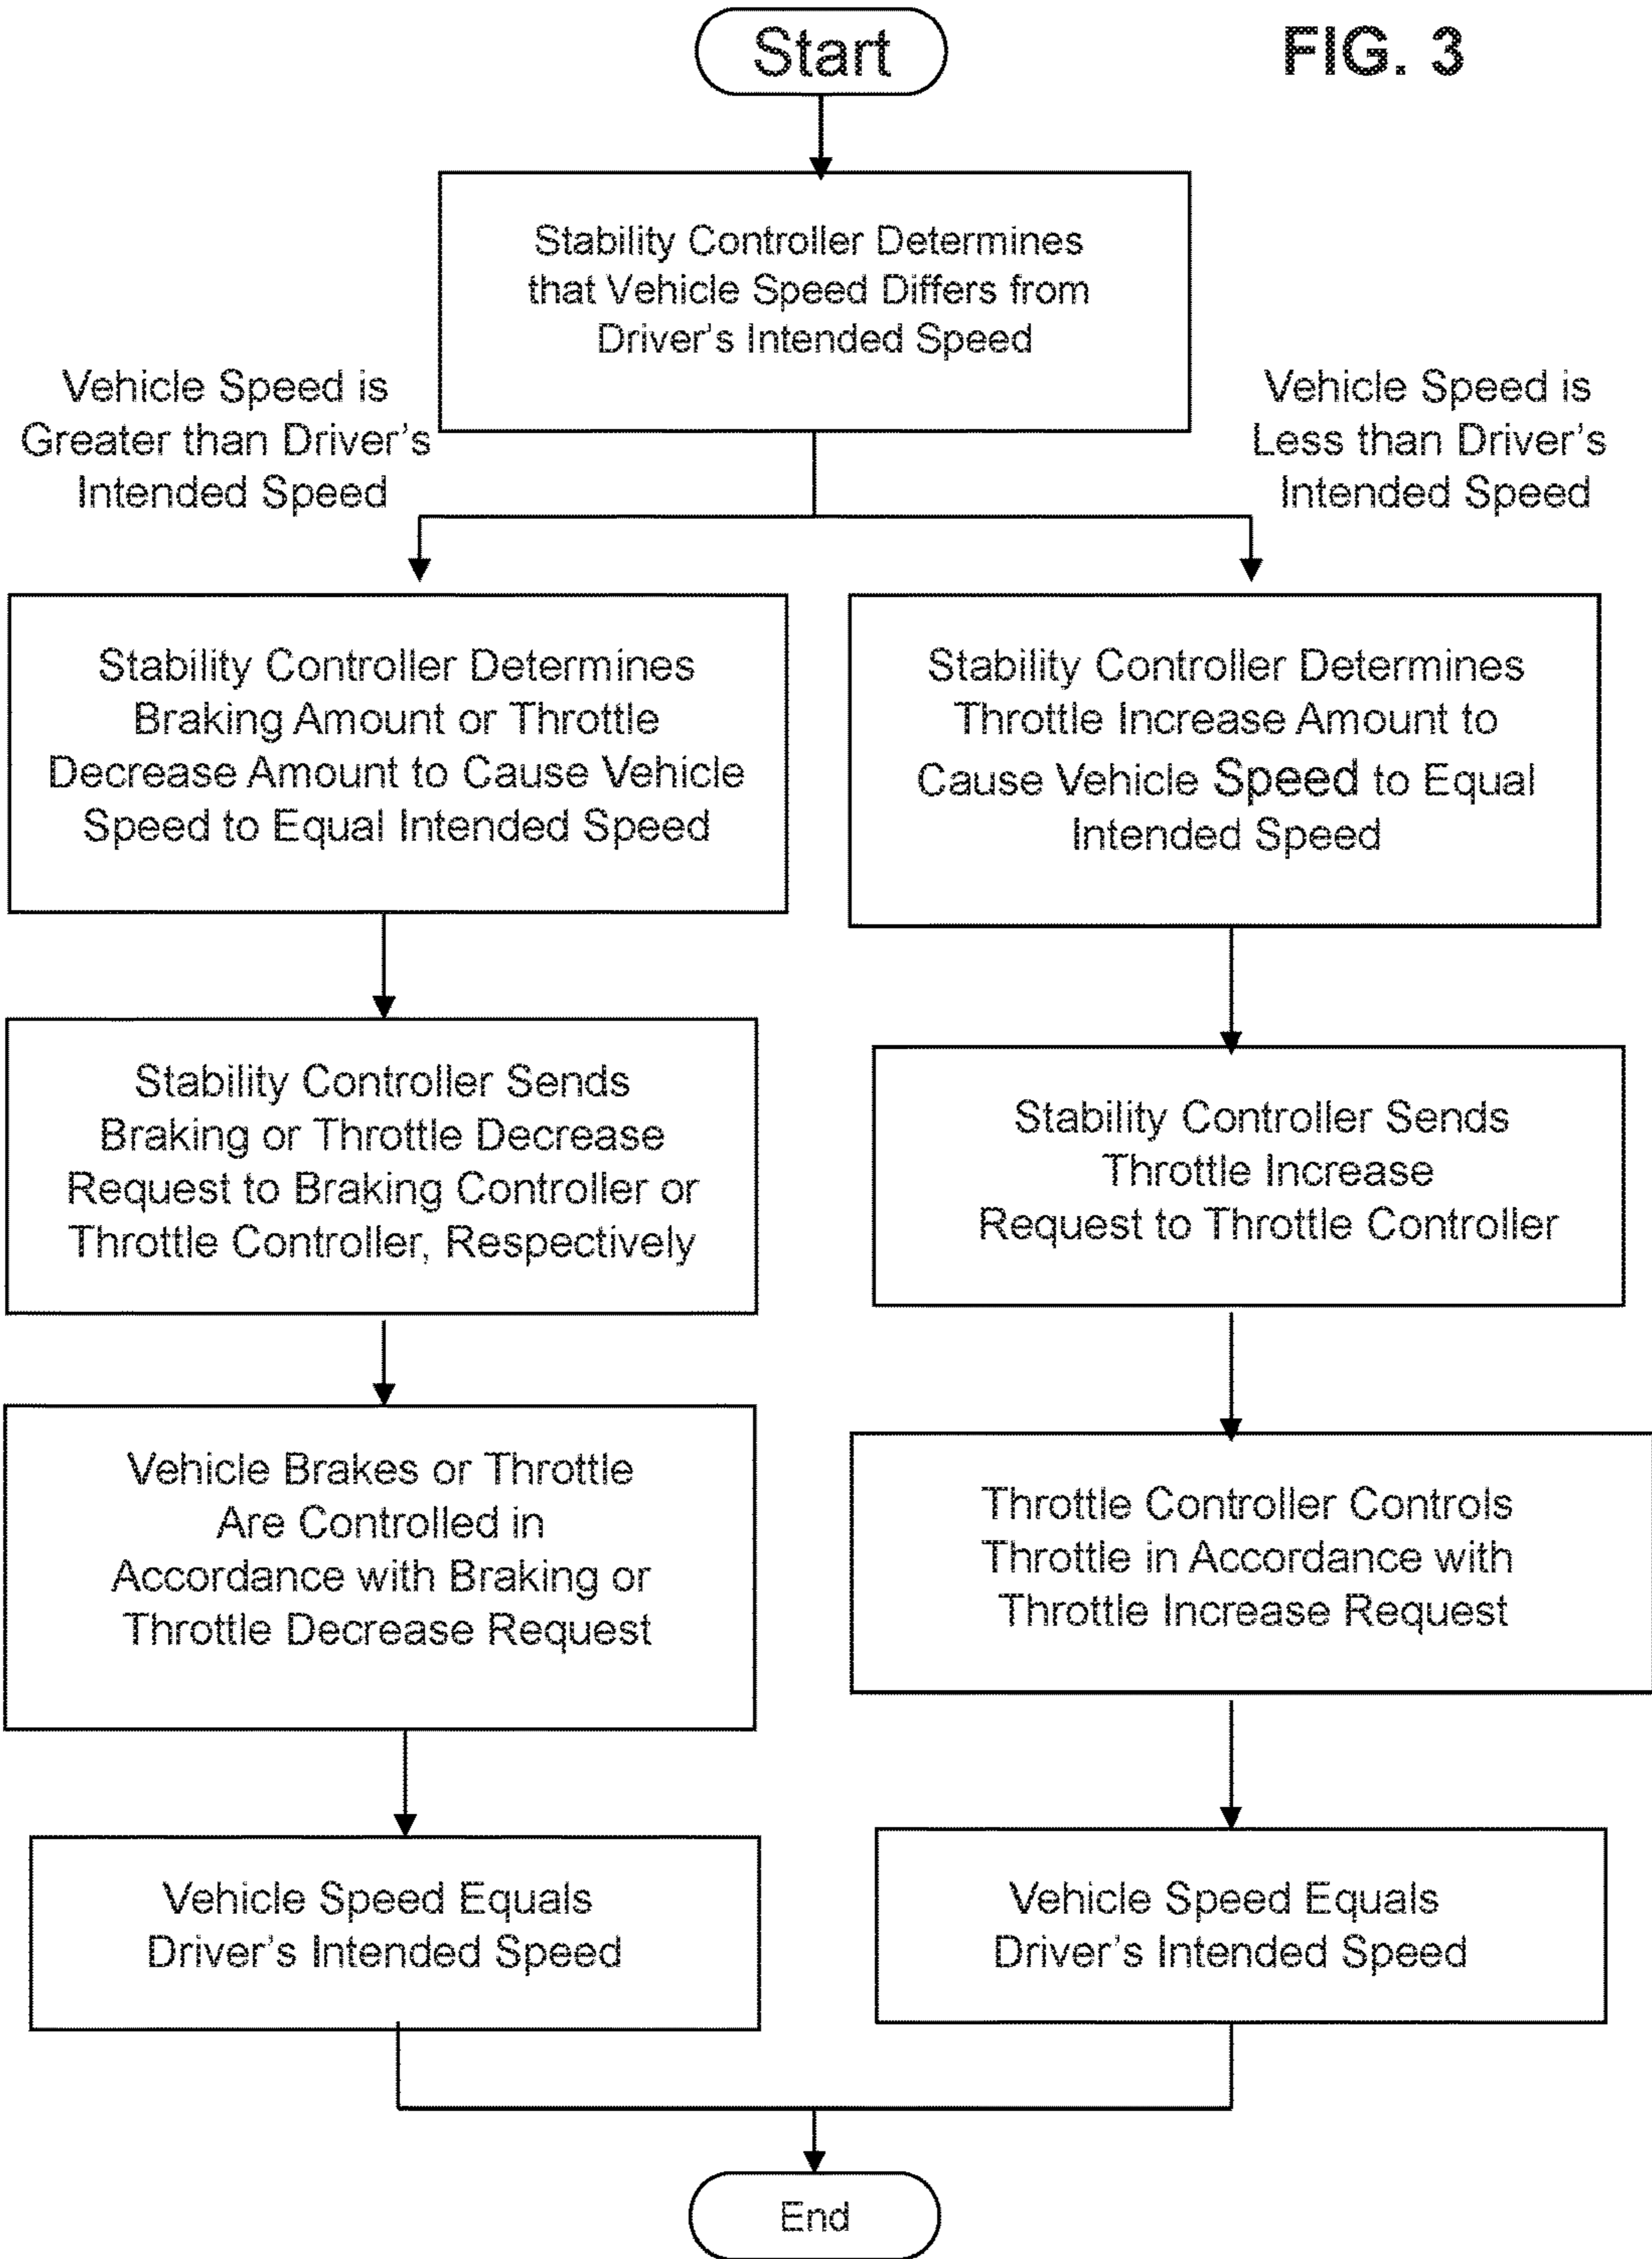 Start
FIG. 3
Stability Controller Determines
that Vehicle Speed Differs from
Driver's Intended Speed
Vehicle Speed is
Greater than Driver's
Intended Speed
Vehicle Speed is
Less than Driver's
Intended Speed
Stability Controller Determines
Braking Amount or Throttle
Decrease Amount to Cause Vehicle
Speed to Equal Intended Speed
Stability Controller Determines
Throttle Increase Amount to
Cause Vehicle Speed to Equal
Intended Speed
Stability Controller Sends
Braking or Throttle Decrease
Request to Braking Controller or
Throttle Controller, Respectively
Stability Controller Sends
Throttle Increase
Request to Throttle Controller
Vehicle Brakes or Throttle
Are Controlled in
Accordance with Braking or
Throttle Decrease Request
Throttle Controller Controls
Throttle in Accordance with
Throttle Increase Request
Vehicle Speed Equals
Driver's Intended Speed
Vehicle Speed Equals
Driver's Intended Speed
End